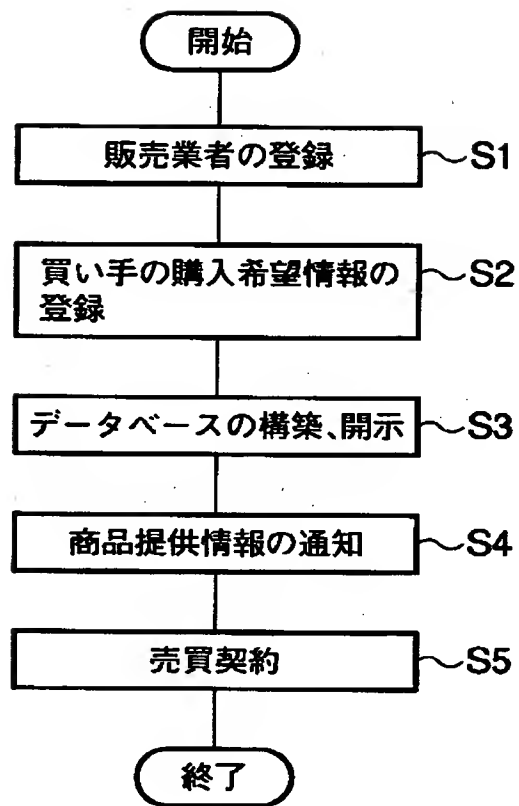 開始
販売業者の登録 S1
買い手の購入希望情報の S2
登録
データベースの構築、開示 S3
商品提供情報の通知 S4
売買契約 S5
終了